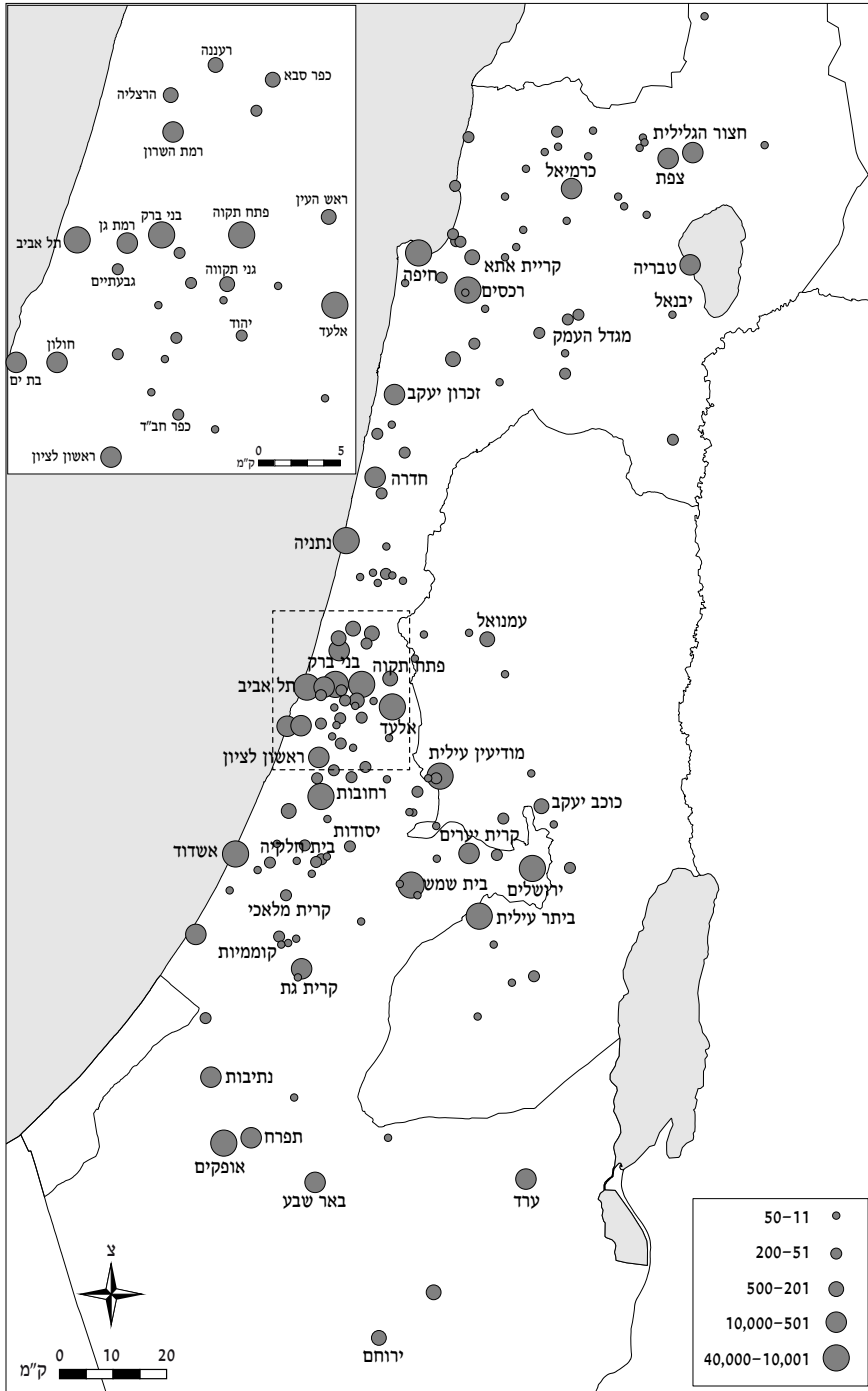 רעננה
כפר סבא
הרצליה
רמת השרון
ראש העין
פתח תקוה
בני ברק
רמת גן
תל אביב
גני תקווה
גבעתיים
אלעד
יהוד
חולון
בת ים
כפר חב"ד
ראשון לציון
0 5
ק"מ
חצור הגלילית
צפת
כרמיאל
קריית אתא
חיפה
טבריה
רכסים
יבנאל
מגדל העמק
זכרון יעקב
חדרה
נתניה
עמנואל
בני ברק
פתח תקוה
תל אביב
אלעד
ראשון לציון
מודיעין עילית
רחובות
כוכב יעקב
יסודות
קרית יערים
בית חלקיה
אשדוד
ירושלים
בית שמש
קרית מלאכי
ביתר עילית
קוממיות
קרית גת
נתיבות
תפרח
אופקים
באר שבע
ערד
ירוחם
צ
0 10 20
ק"מ
50–11
200–51
500–201
10,000–501
40,000–10,001